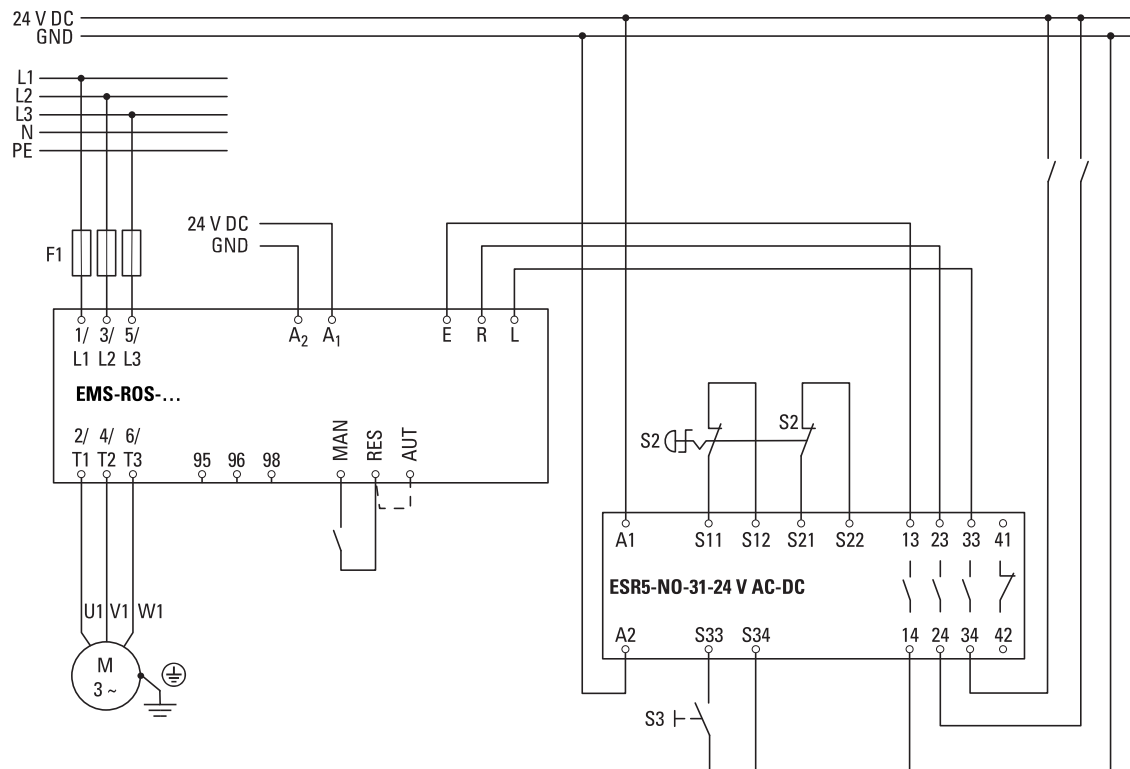 24 V DC
GND
L1
L2
L3
N
PE
24 V DC
GND
F1
1/ 3/ 5/
L1 L2 L3
A2 A1
E R L
EMS-ROS-...
2/ 4/ 6/
T1 T2 T3
95 96 98
MAN
RES
AUT
S2
S2
A1 S11 S12 S21 S22 13 23 33 41
ESR5-NO-31-24 V AC-DC
A2 S33 S34 14 24 34 42
U1 V1 W1
M
3 ~
S3